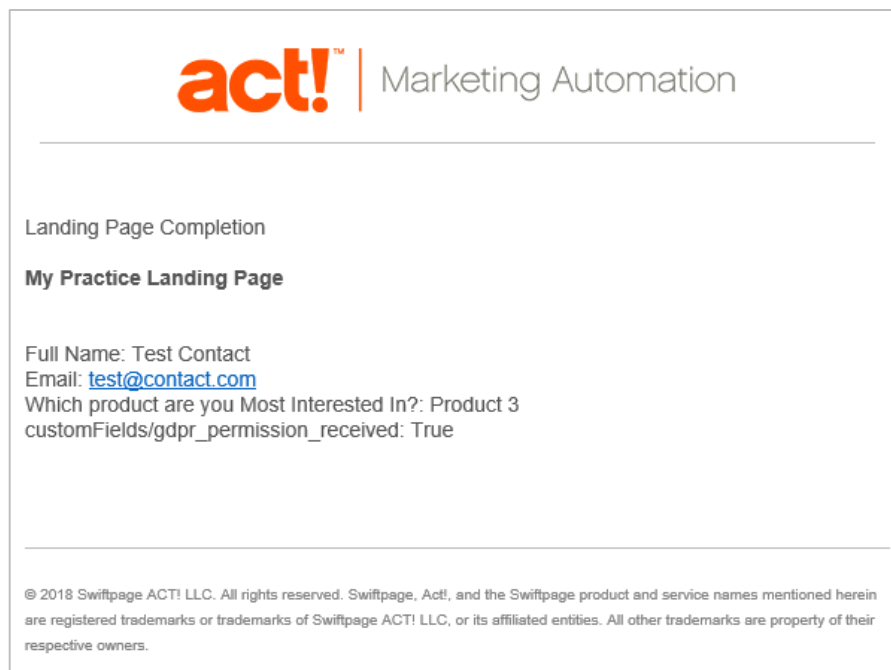 act!™ | Marketing Automation
Landing Page Completion
My Practice Landing Page
Full Name: Test Contact
Email: test@contact.com
Which product are you Most Interested In?: Product 3
customFields/gdpr_permission_received: True
© 2018 Swiftpage ACT! LLC. All rights reserved. Swiftpage, Act!, and the Swiftpage product and service names mentioned herein
are registered trademarks or trademarks of Swiftpage ACT! LLC, or its affiliated entities. All other trademarks are property of their
respective owners.